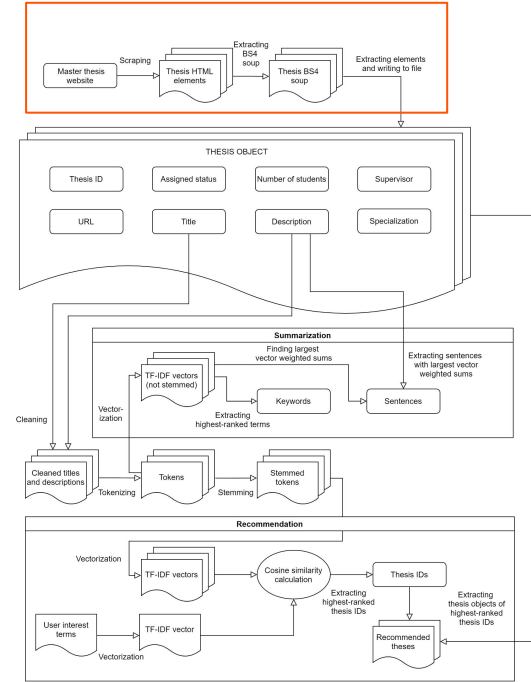 Master thesis
website
Scraping
Thesis HTML
elements
Extracting
BS4
soup
Thesis BS4
soup
Extracting elements
and writing to file
THESIS OBJECT
Thesis ID
Assigned status
Number of students
Supervisor
URL
Title
Description
Specialization
Summarization
Finding largest
vector weighted sums
TF-IDF vectors
(not stemmed)
Extracting sentences
with largest vector
weighted sums
Keywords
Sentences
Vector-
ization
Extracting
highest-ranked terms
Cleaning
Cleaned titles
and descriptions
Tokenizing
Tokens
Stemming
Stemmed
tokens
Recommendation
Vectorization
TF-IDF vectors
Cosine similarity
calculation
Thesis IDs
Extracting
highest-ranked
thesis IDs
Extracting
thesis objects of
highest-ranked
thesis IDs
User interest
terms
Vectorization
TF-IDF vector
Recommended
theses